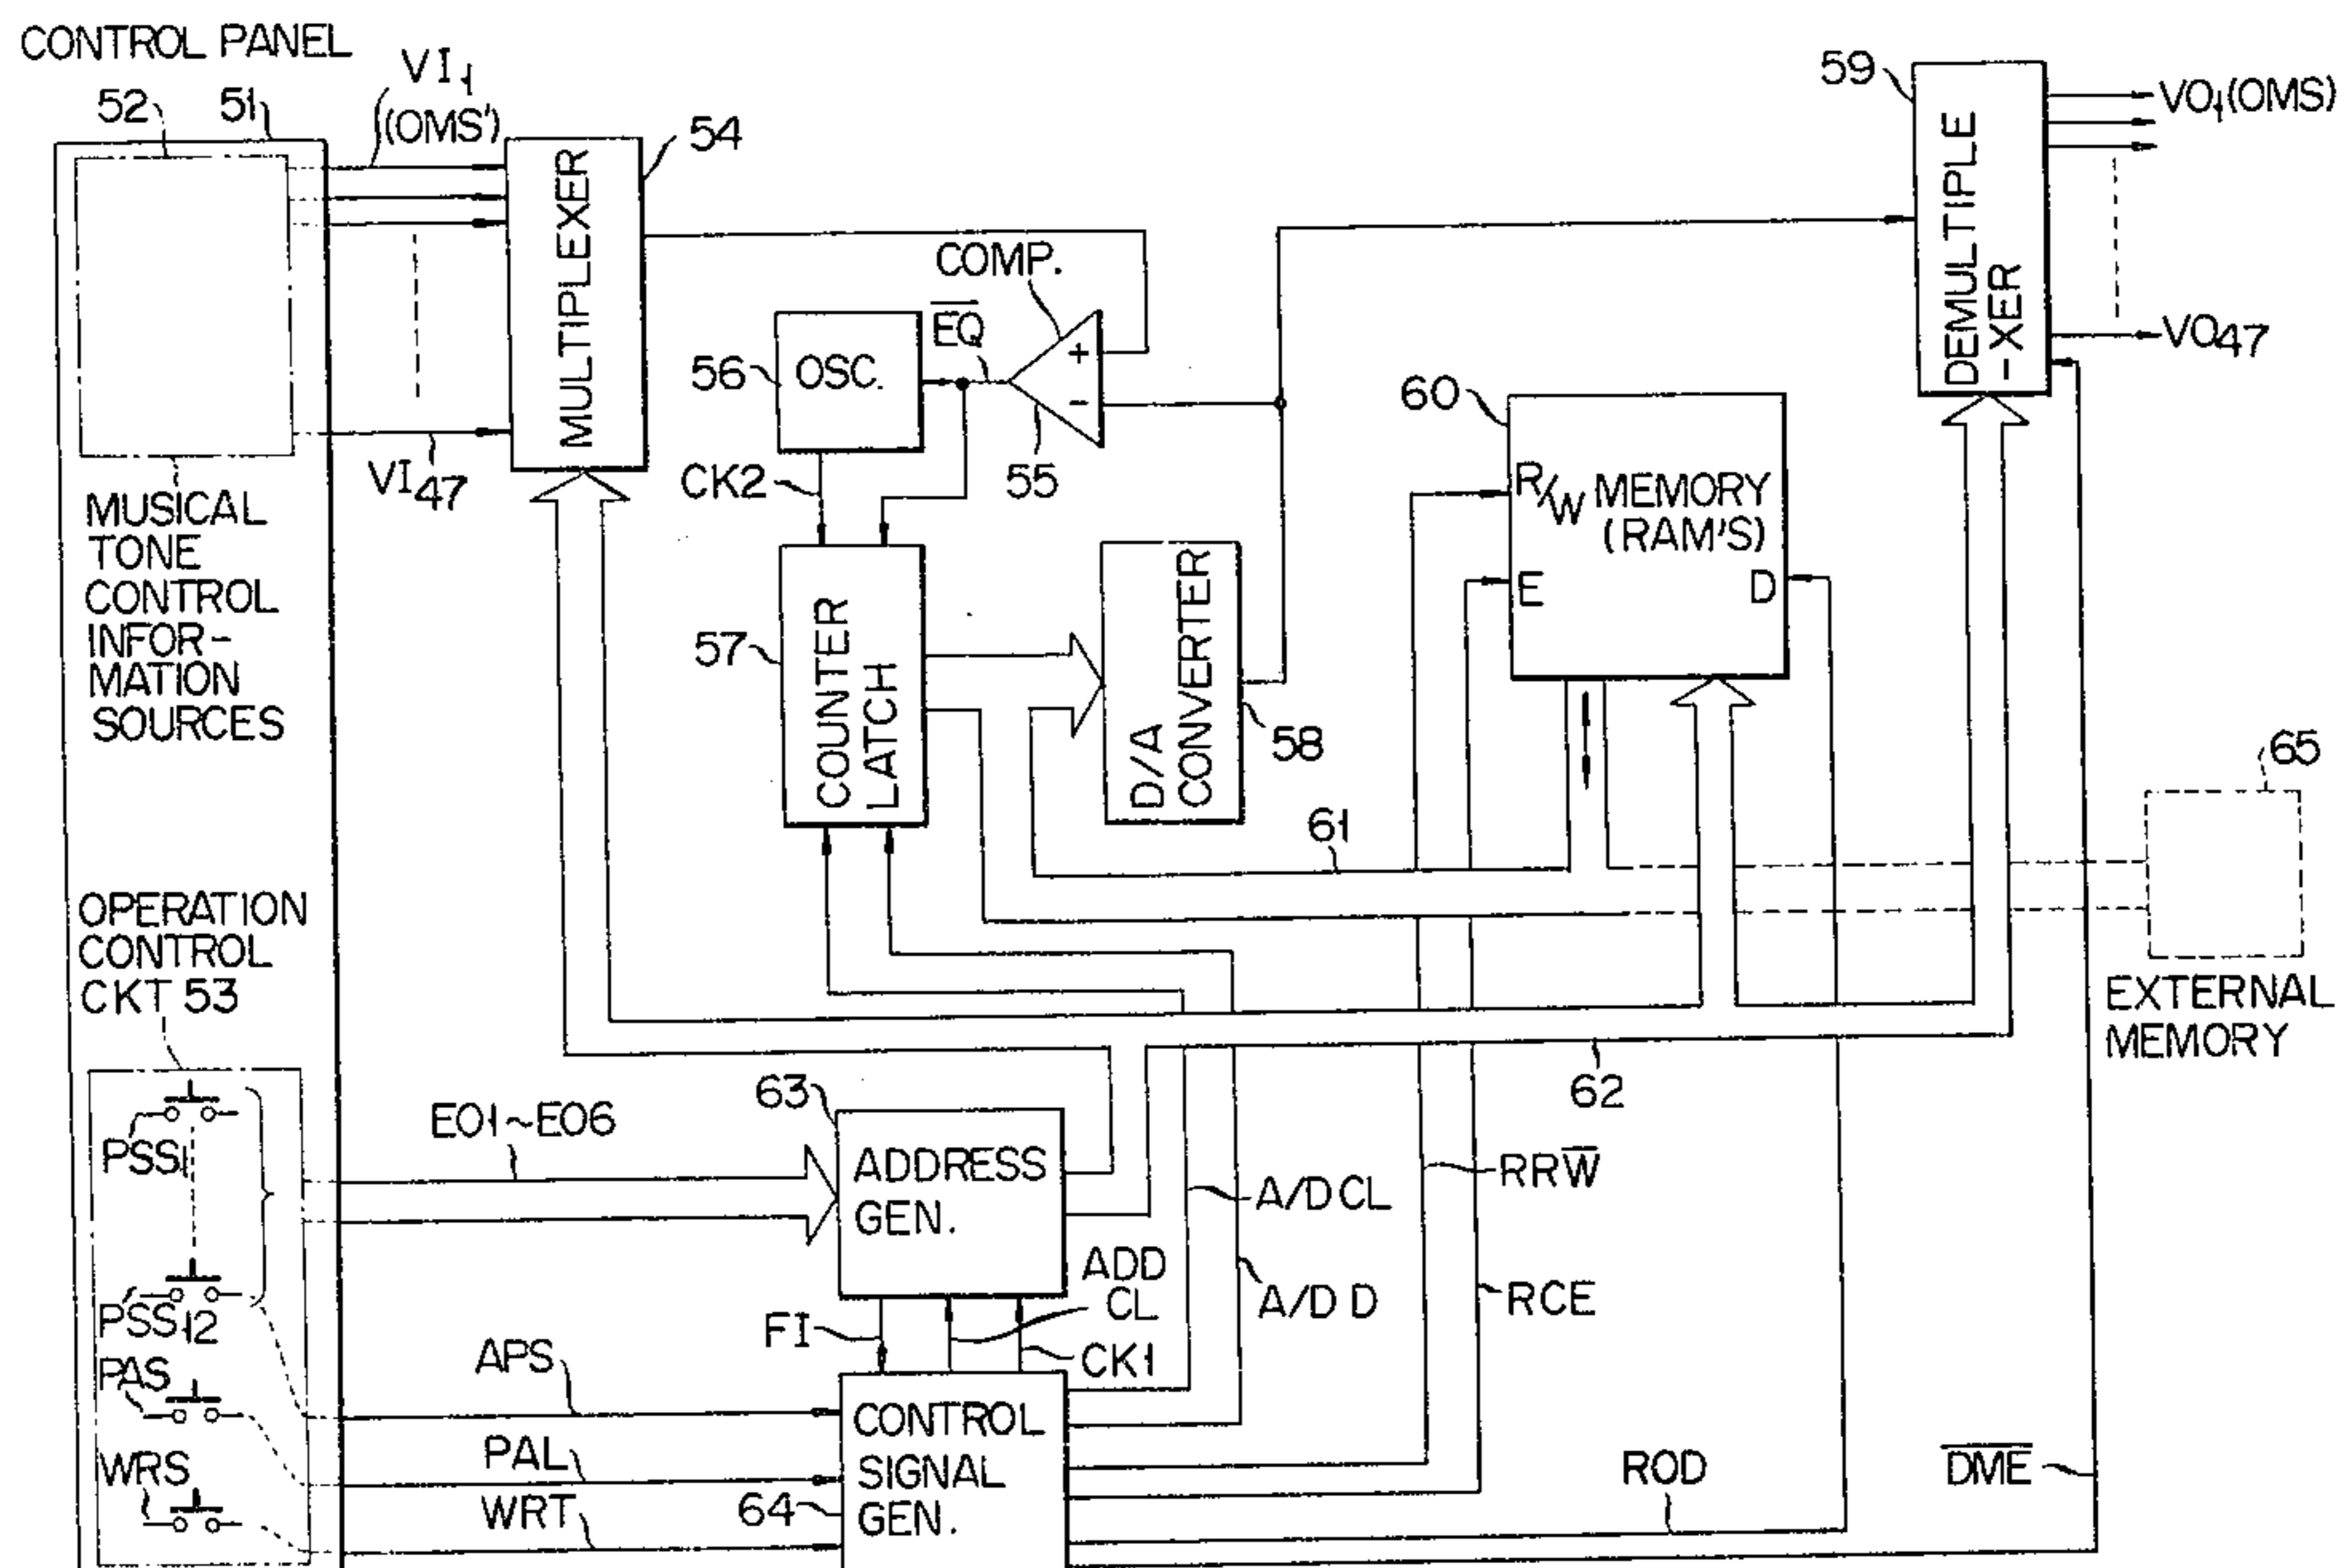 CONTROL PANEL
52
51
VI1
(OMS')
54
MULTIPLEXER
VI47
MUSICAL
TONE
CONTROL
INFOR-
MATION
SOURCES
COMP.
EQ
56
OSC.
+
-
55
CK2
57
COUNTER
LATCH
D/A
CONVERTER
58
59
DEMULTIPLE
-XER
VO1(OMS)
VO47
60
R/W
MEMORY
(RAM'S)
E
D
61
65
EXTERNAL
MEMORY
62
OPERATION
CONTROL
CKT 53
PSS1
PSS12
PAS
WRS
EO1~EO6
63
ADDRESS
GEN.
FI
ADD
CL
CK1
A/D CL
A/D D
RRW
RCE
APS
PAL
WRT
64
CONTROL
SIGNAL
GEN.
ROD
DME